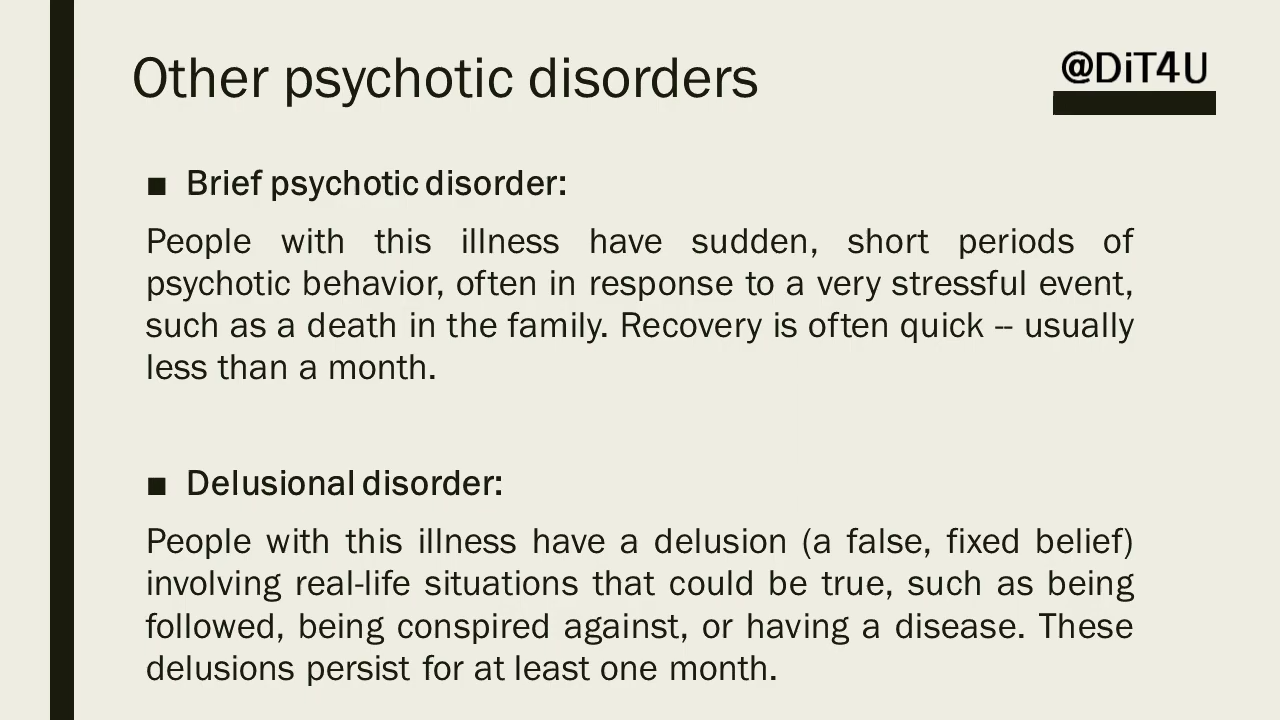 Other psychotic disorders
@DiT4U
■ Brief psychotic disorder:
People with this illness have sudden, short periods of
psychotic behavior, often in response to a very stressful event,
such as a death in the family. Recovery is often quick -- usually
less than a month.
■ Delusional disorder:
People with this illness have a delusion (a false, fixed belief)
involving real-life situations that could be true, such as being
followed, being conspired against, or having a disease. These
delusions persist for at least one month.